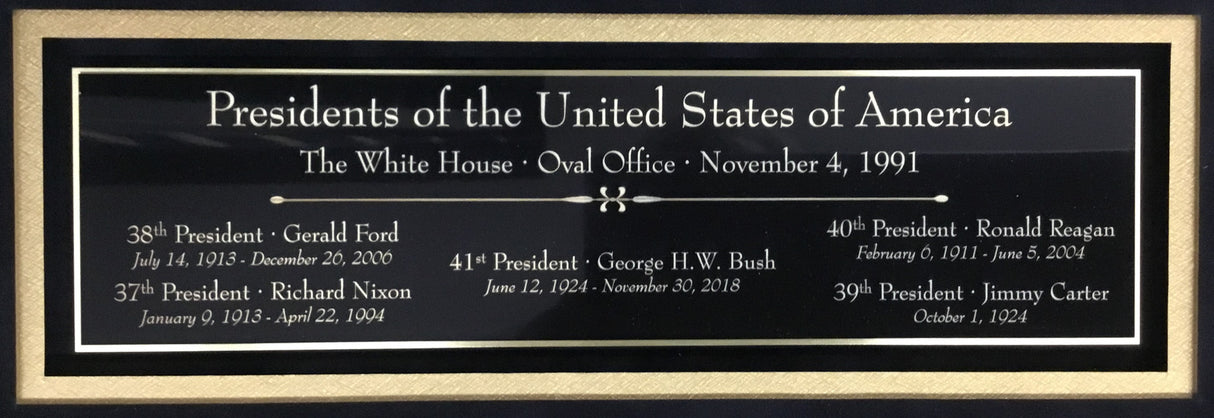 Presidents of the United States of America
The White House · Oval Office · November 4, 1991
38th President · Gerald Ford
July 14, 1913 - December 26, 2006
37th President · Richard Nixon
January 9, 1913 - April 22, 1994
41st President · George H.W. Bush
June 12, 1924 - November 30, 2018
40th President · Ronald Reagan
February 6, 1911 - June 5, 2004
39th President · Jimmy Carter
October 1, 1924